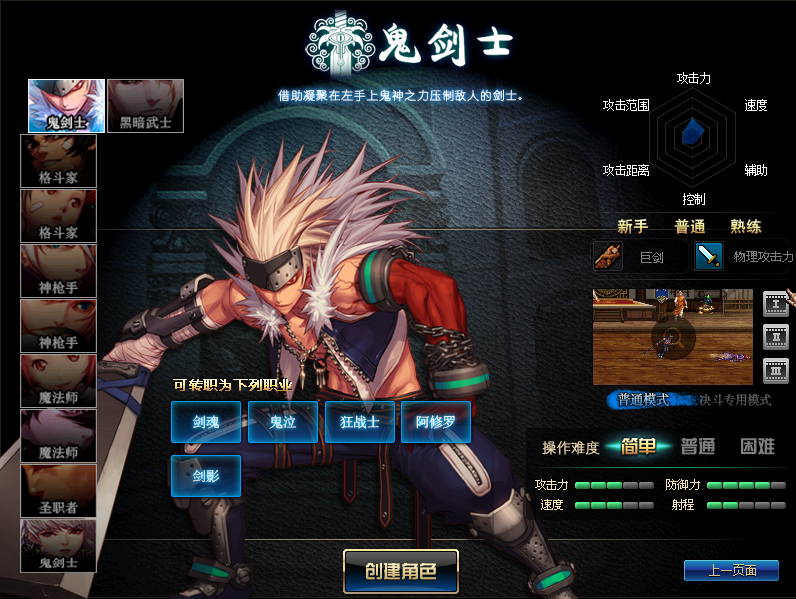 鬼剑士
借助凝聚在左手上鬼神之力压制敌人的剑士。
鬼剑士
黑暗武士
格斗家
格斗家
神枪手
神枪手
魔法师
魔法师
圣职者
鬼剑士
攻击力
攻击范围
速度
攻击距离
辅助
控制
新手 普通 熟练
巨剑
物理攻击力
I
II
III
普通模式
决斗专用模式
可转职为下列职业
剑魂
鬼泣
狂战士
阿修罗
剑影
操作难度 简单 普通 困难
攻击力
防御力
速度
射程
创建角色
上一页面